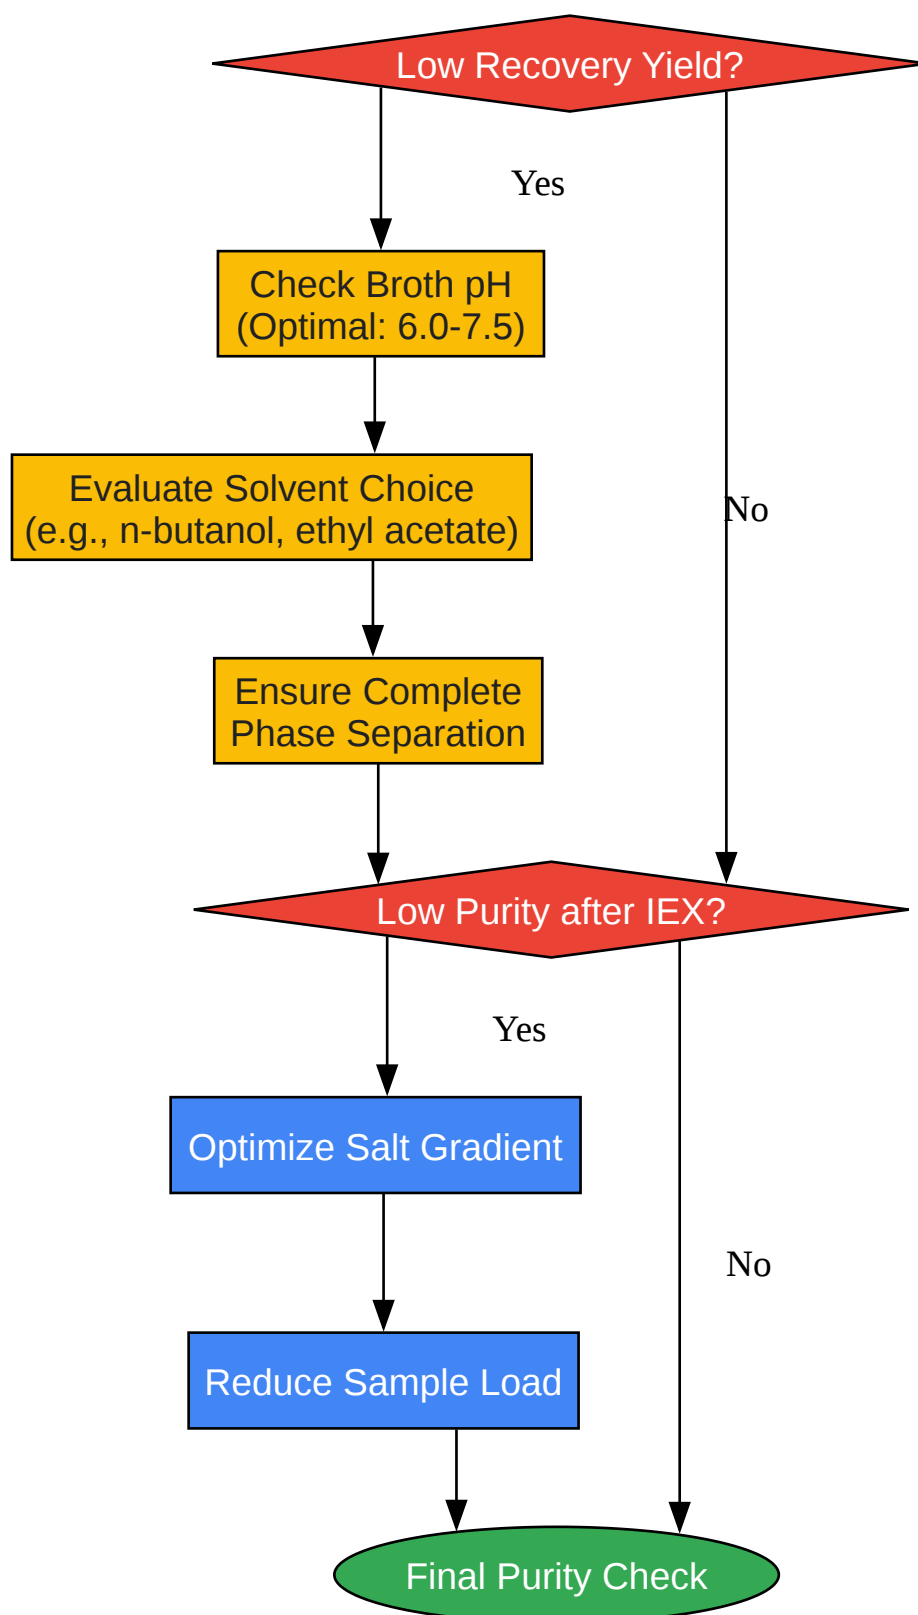 Low Recovery Yield?
Yes
Check Broth pH
(Optimal: 6.0-7.5)
Evaluate Solvent Choice
(e.g., n-butanol, ethyl acetate)
No
Ensure Complete
Phase Separation
Low Purity after IEX?
Yes
Optimize Salt Gradient
No
Reduce Sample Load
Final Purity Check